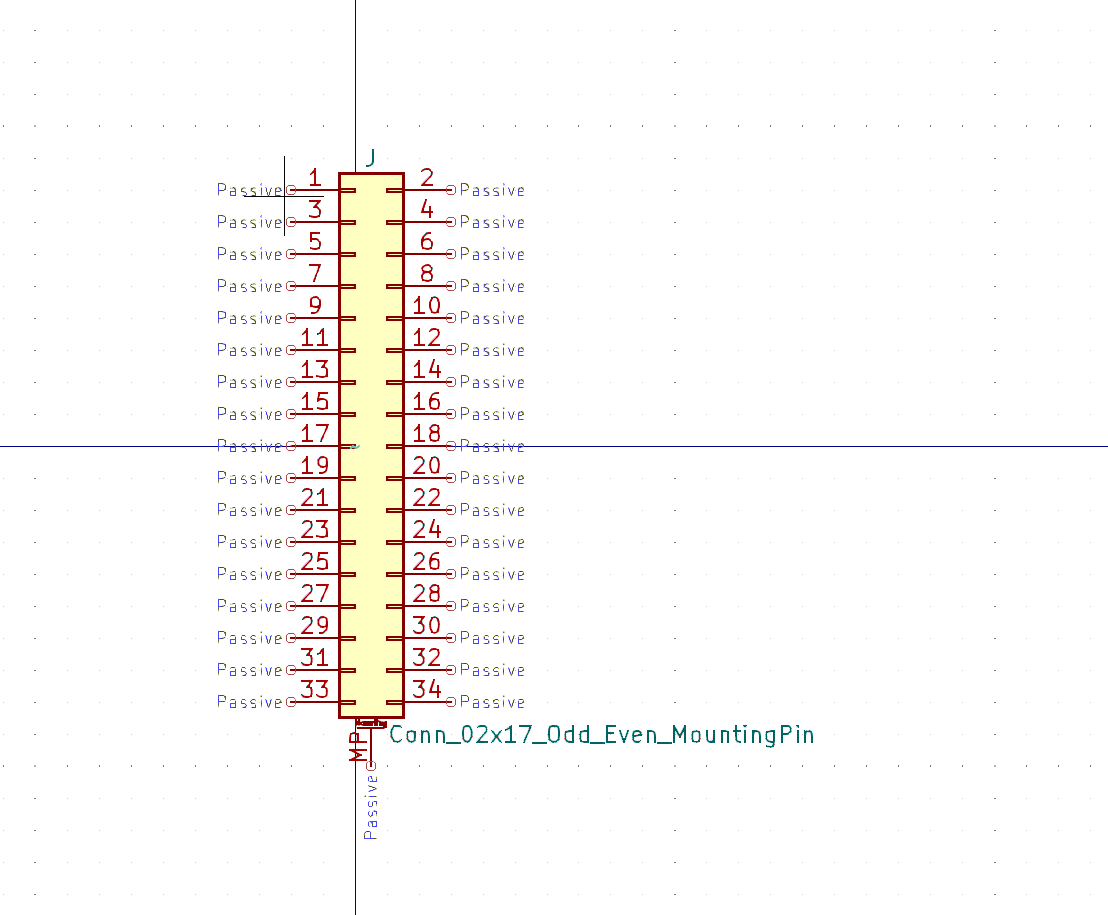 J
Passive 1 2 Passive
Passive 3 4 Passive
Passive 5 6 Passive
Passive 7 8 Passive
Passive 9 10 Passive
Passive 11 12 Passive
Passive 13 14 Passive
Passive 15 16 Passive
Passive 17 18 Passive
Passive 19 20 Passive
Passive 21 22 Passive
Passive 23 24 Passive
Passive 25 26 Passive
Passive 27 28 Passive
Passive 29 30 Passive
Passive 31 32 Passive
Passive 33 34 Passive
Conn_02x17_Odd_Even_MountingPin
MP
Passive